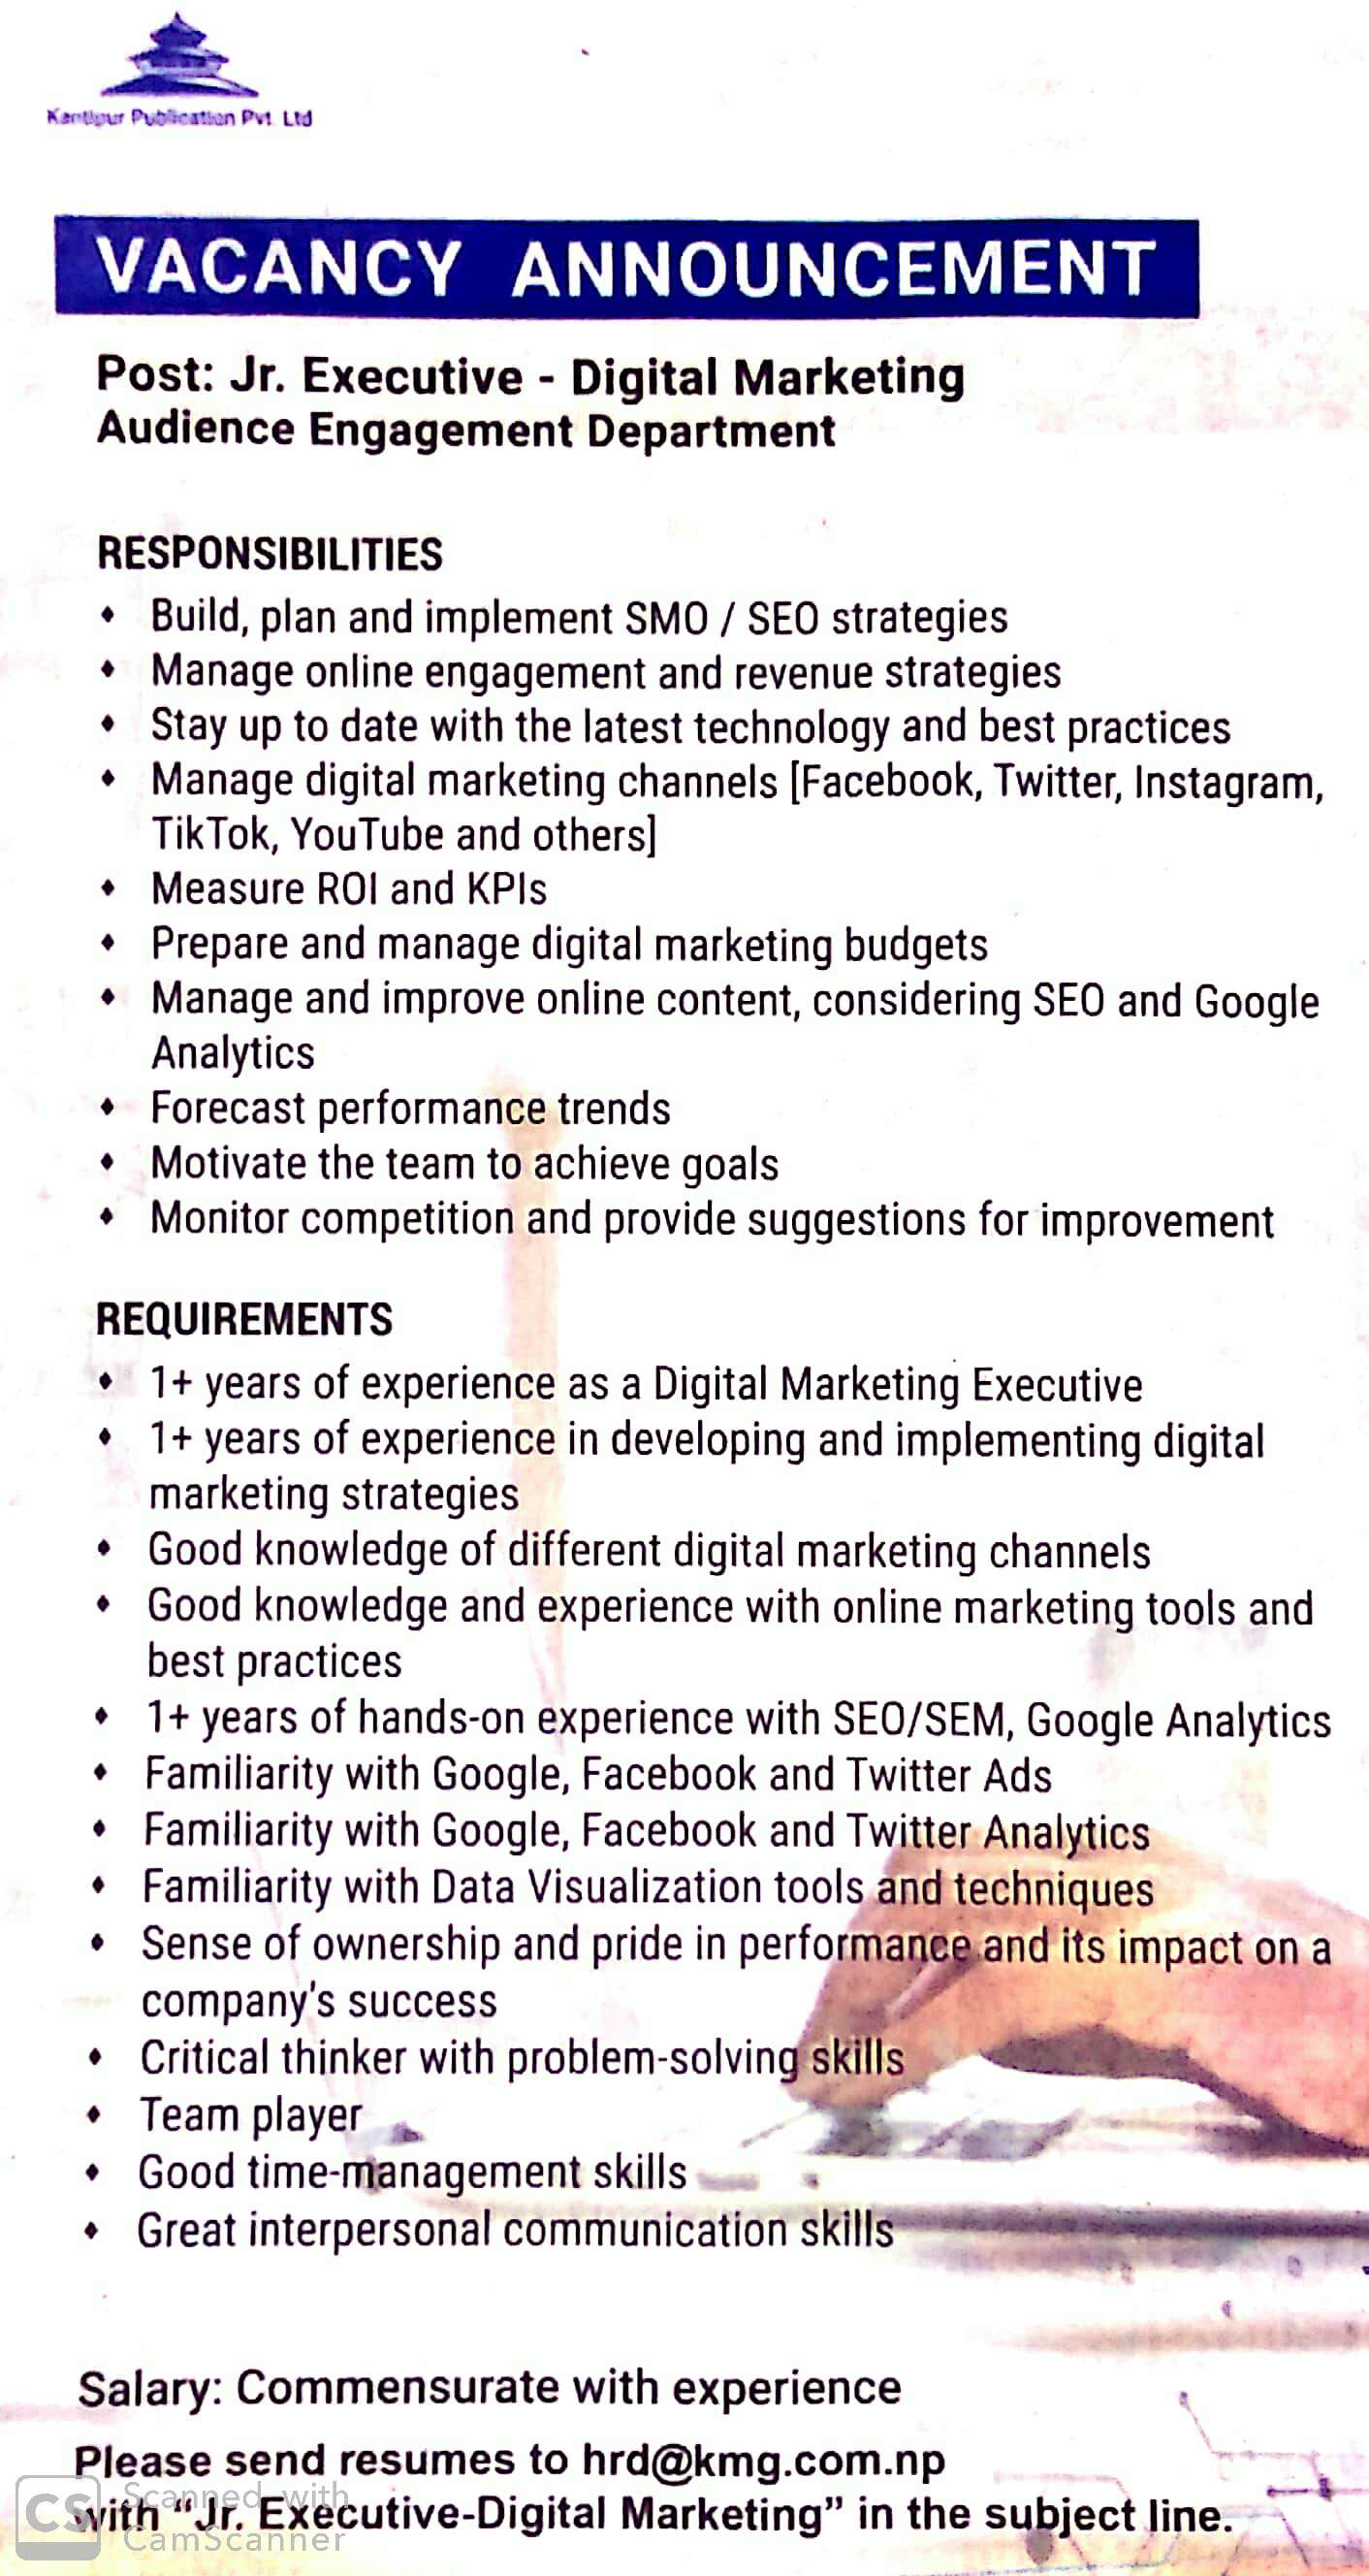 Kantipur Publication Pvt. Ltd
VACANCY ANNOUNCEMENT
Post: Jr. Executive - Digital Marketing
Audience Engagement Department
RESPONSIBILITIES
• Build, plan and implement SMO / SEO strategies
• Manage online engagement and revenue strategies
• Stay up to date with the latest technology and best practices
• Manage digital marketing channels [Facebook, Twitter, Instagram,
TikTok, YouTube and others]
• Measure ROI and KPIs
• Prepare and manage digital marketing budgets
• Manage and improve online content, considering SEO and Google
Analytics
• Forecast performance trends
• Motivate the team to achieve goals
• Monitor competition and provide suggestions for improvement
REQUIREMENTS
• 1+ years of experience as a Digital Marketing Executive
• 1+ years of experience in developing and implementing digital
marketing strategies
• Good knowledge of different digital marketing channels
• Good knowledge and experience with online marketing tools and
best practices
• 1+ years of hands-on experience with SEO/SEM, Google Analytics
• Familiarity with Google, Facebook and Twitter Ads
• Familiarity with Google, Facebook and Twitter Analytics
• Familiarity with Data Visualization tools and techniques
• Sense of ownership and pride in performance and its impact on a
company's success
• Critical thinker with problem-solving skills
• Team player
• Good time-management skills
• Great interpersonal communication skills
Salary: Commensurate with experience
Please send resumes to hrd@kmg.com.np
with “Jr. Executive-Digital Marketing” in the subject line.
CS Scanned with
CamScanner